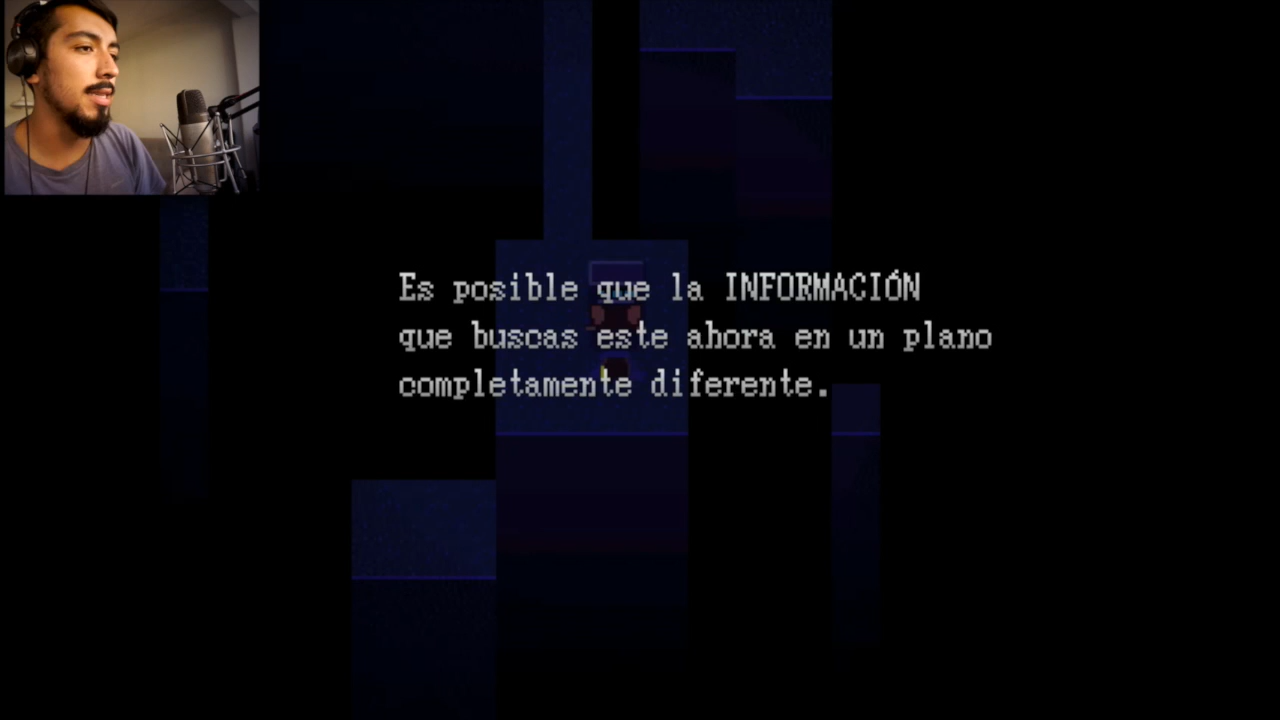 Es posible que la INFORMACIÓN
que buscas este ahora en un plano
completamente diferente.